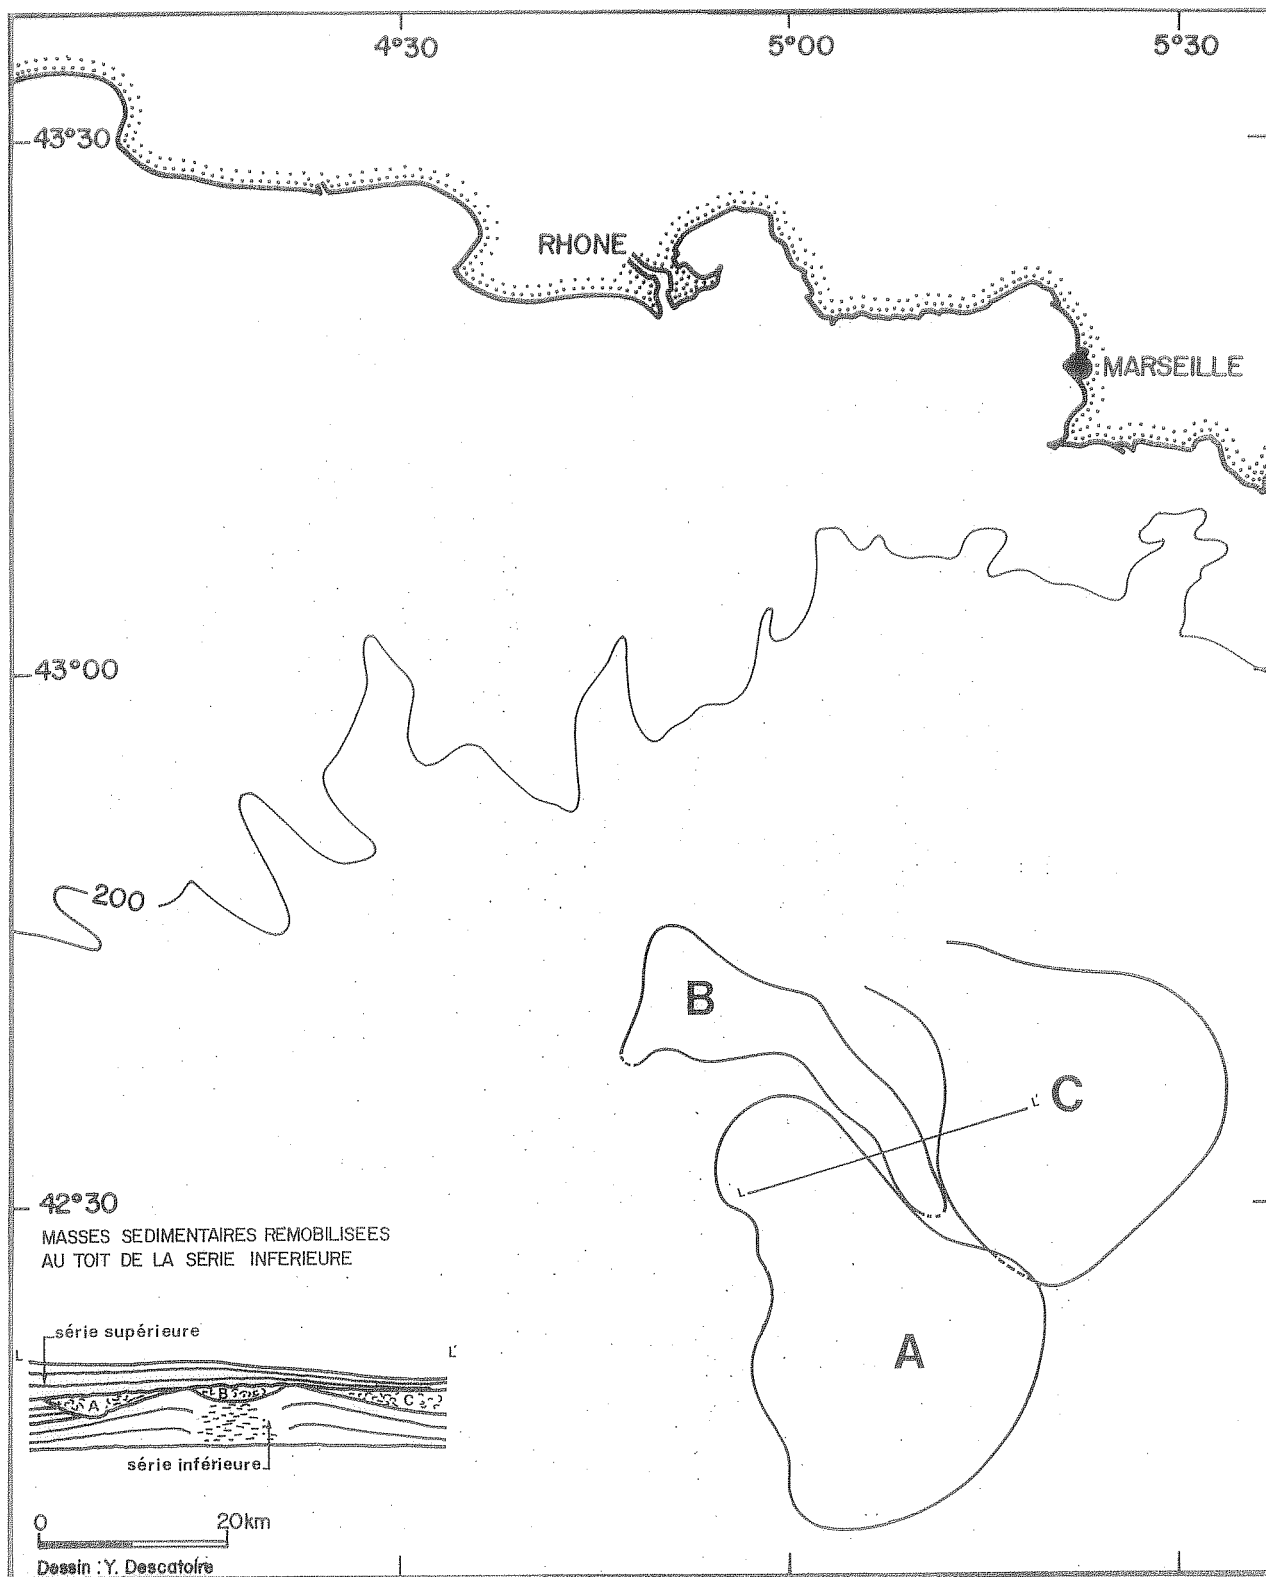 4°30
5°00
5°30
43°30
RHONE
MARSEILLE
43°00
200
B
C
L'
L
42°30
MASSES SEDIMENTAIRES REMOBILISEES
AU TOIT DE LA SERIE INFERIEURE
A
série supérieure
L
L'
A
B
C
série inférieure
0
20km
Dessin : Y. Descatoire